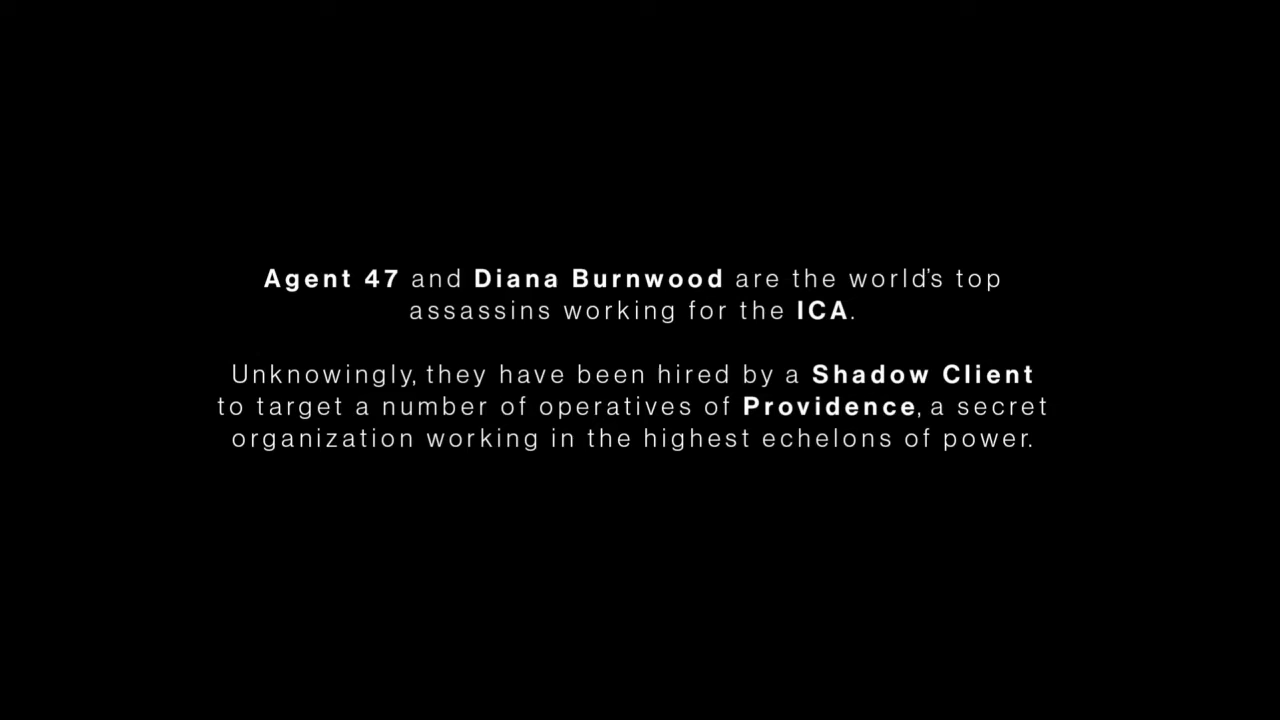 Agent 47 and Diana Burnwood are the world's top
assassins working for the ICA.
Unknowingly, they have been hired by a Shadow Client
to target a number of operatives of Providence, a secret
organization working in the highest echelons of power.